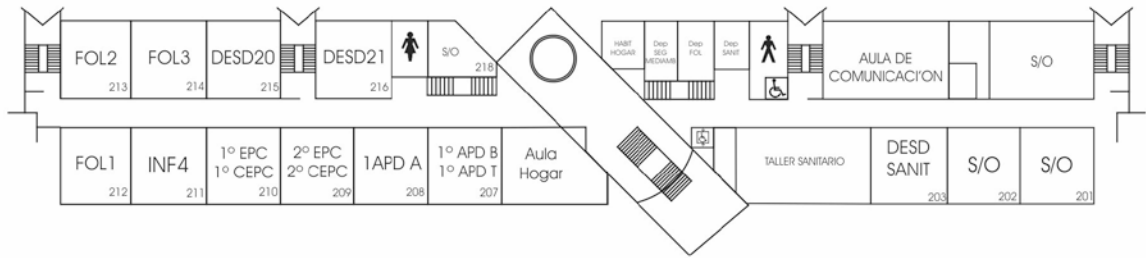 FOL2
213
FOL3
214
DESD20
215
DESD21
216
S/O
218
HABIT
HOGAR
Dep
SEG
MEDIAMB
Dep
FOL
Dep
SANIT
AULA DE
COMUNICACI'ON
S/O
FOL1
212
INF4
211
1º EPC
1º CEPC
210
2º EPC
2º CEPC
209
1APD A
208
1º APD B
1º APD T
207
Aula
Hogar
TALLER SANITARIO
DESD
SANIT
203
S/O
202
S/O
201